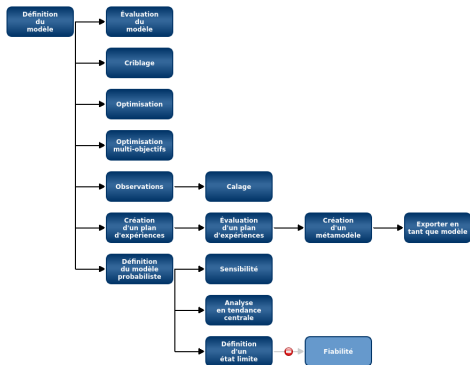 Définition
du
modèle
Évaluation
du
modèle
Criblage
Optimisation
Optimisation
multi-objectifs
Observations
Calage
Création
d'un plan
d'expériences
Évaluation
d'un plan
d'expériences
Création
d'un
métamodèle
Exporter en
tant que modèle
Définition
du modèle
probabiliste
Sensibilité
Analyse
en tendance
centrale
Définition
d'un
état limite
Fiabilité